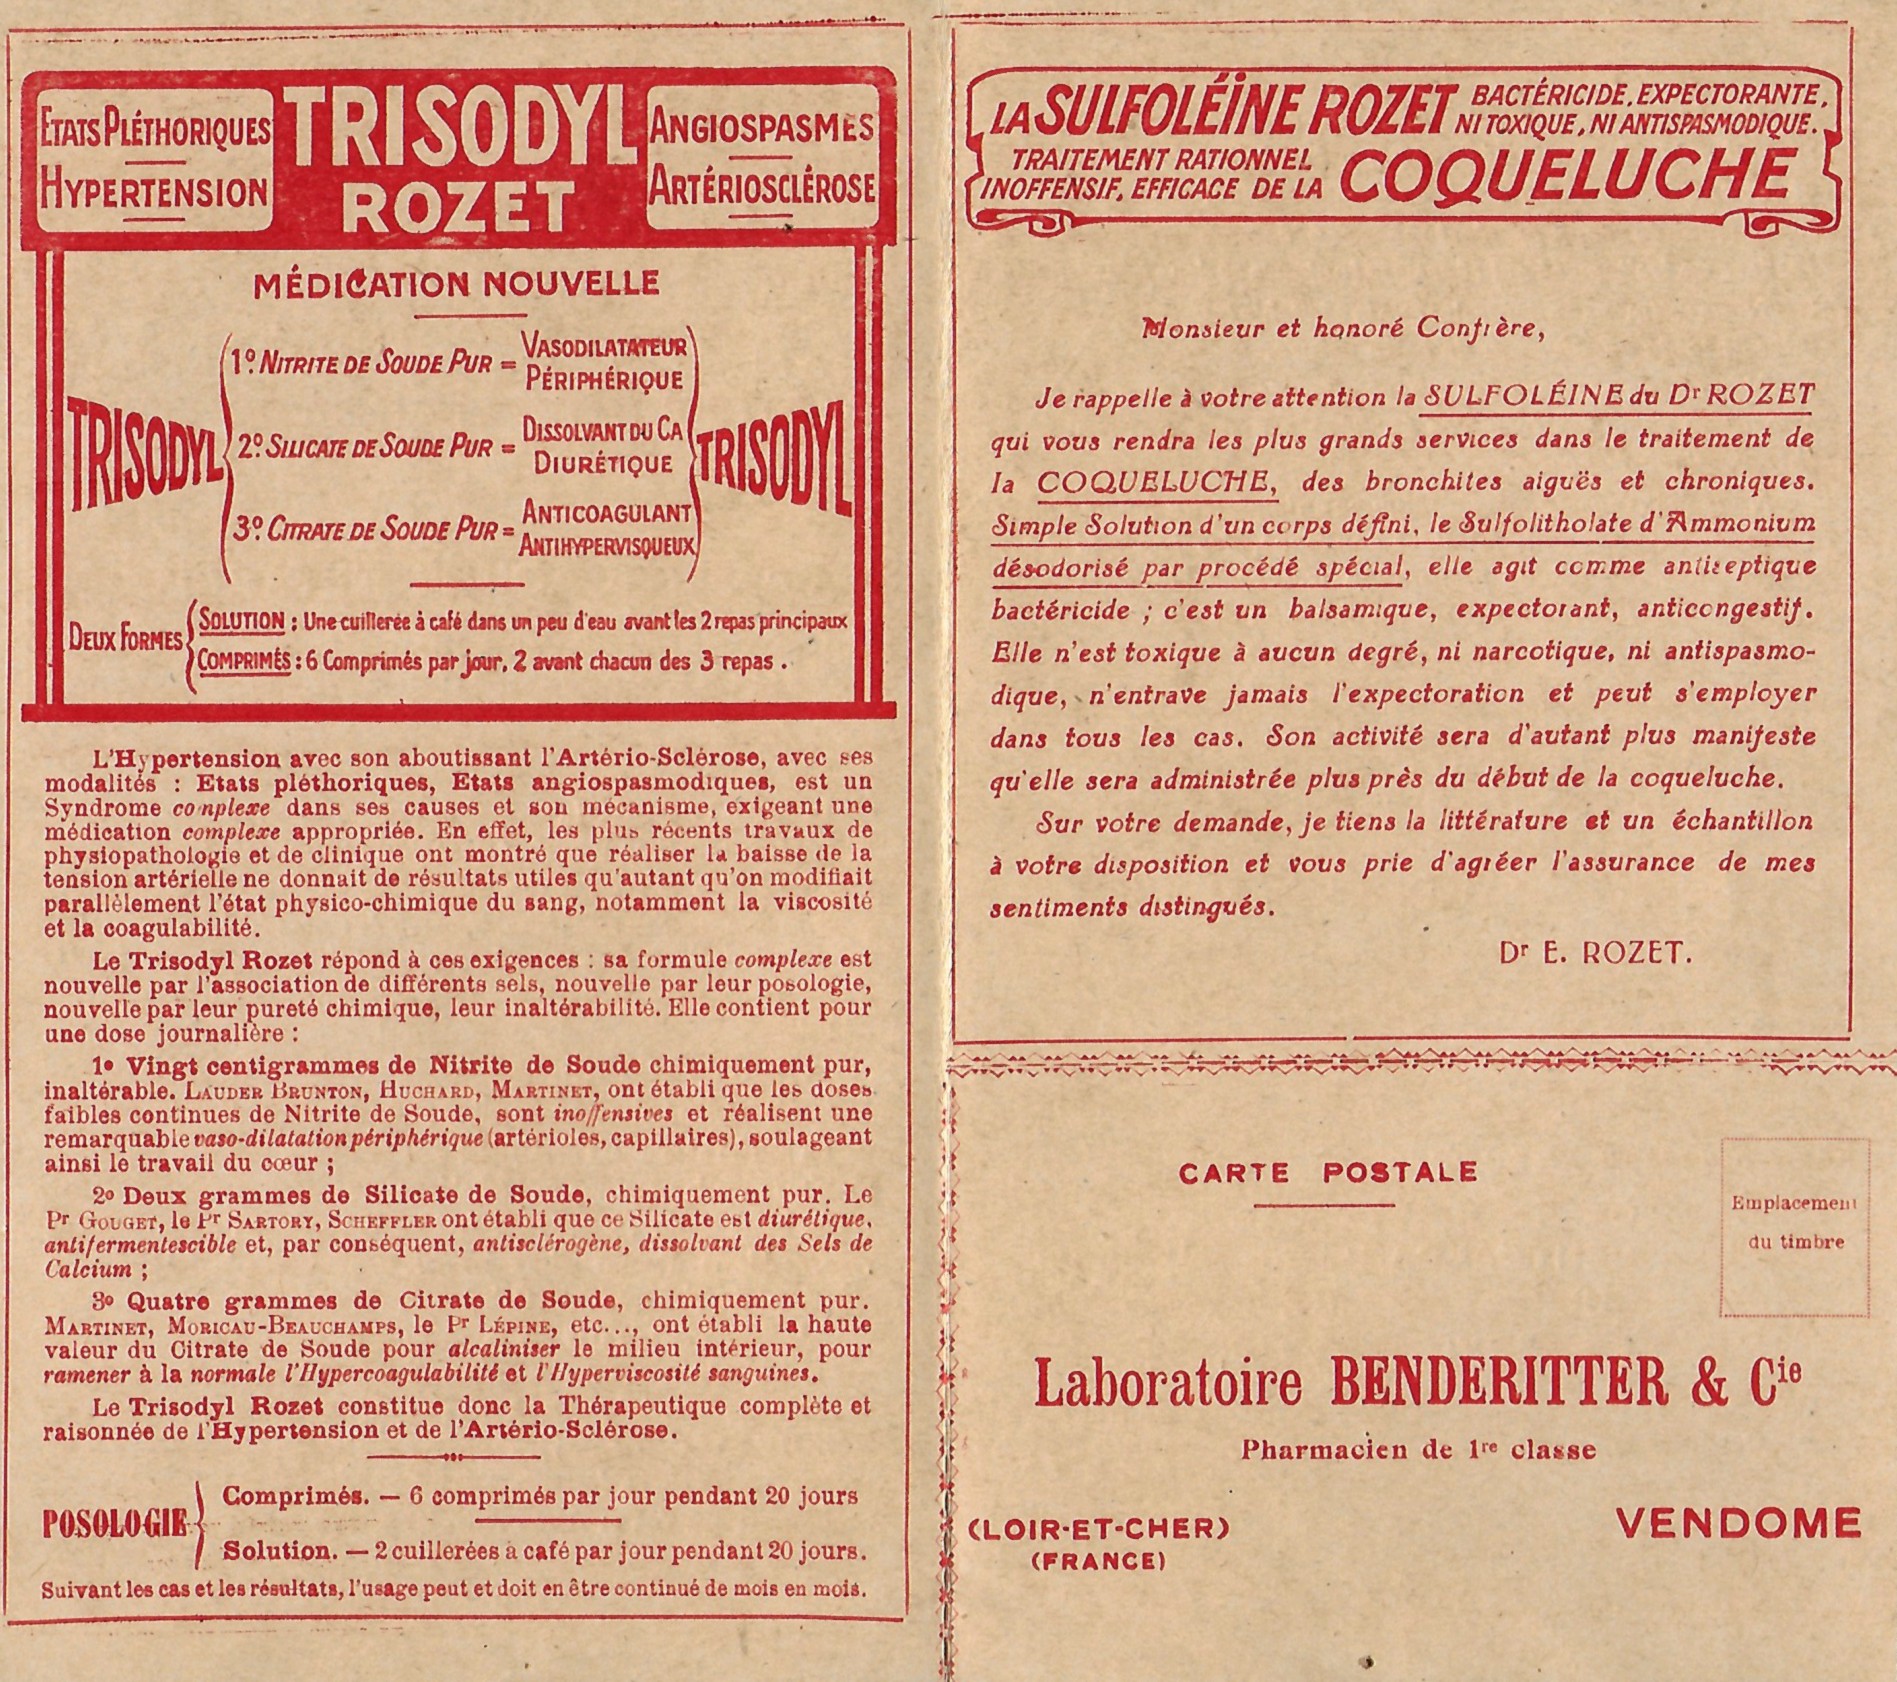 ETATS PLÉTHORIQUES
HYPERTENSION
TRISODYL
ROZET
ANGIOSPASMES
ARTÉRIOSCLÉROSE
MÉDICATION NOUVELLE
TRISODYL
1º NITRITE DE SOUDE PUR = VASODILATATEUR
PÉRIPHÉRIQUE
2º SILICATE DE SOUDE PUR = DISSOLVANT DU CA
DIURÉTIQUE
3º CITRATE DE SOUDE PUR = ANTICOAGULANT
ANTIHYPERVISQUEUX
TRISODYL
DEUX FORMES
SOLUTION : Une cuillerée à café dans un peu d'eau avant les 2 repas principaux
COMPRIMÉS : 6 Comprimés par jour, 2 avant chacun des 3 repas .
L'Hypertension avec son aboutissant l'Artério-Sclérose, avec ses
modalités : Etats pléthoriques, Etats angiospasmodiques, est un
Syndrome complexe dans ses causes et son mécanisme, exigeant une
médication complexe appropriée. En effet, les plus récents travaux de
physiopathologie et de clinique ont montré que réaliser la baisse de la
tension artérielle ne donnait de résultats utiles qu'autant qu'on modifiait
parallèlement l'état physico-chimique du sang, notamment la viscosité
et la coagulabilité.
Le Trisodyl Rozet répond à ces exigences : sa formule complexe est
nouvelle par l'association de différents sels, nouvelle par leur posologie,
nouvelle par leur pureté chimique, leur inaltérabilité. Elle contient pour
une dose journalière :
1º Vingt centigrammes de Nitrite de Soude chimiquement pur,
inaltérable. LAUDER BRUNTON, HUCHARD, MARTINET, ont établi que les doses
faibles continues de Nitrite de Soude, sont inoffensives et réalisent une
remarquable vaso-dilatation périphérique (artérioles, capillaires), soulageant
ainsi le travail du cœur ;
2º Deux grammes de Silicate de Soude, chimiquement pur. Le
Pr GOUGET, le Pr SARTORY, SCHEFFLER ont établi que ce Silicate est diurétique,
antifermentescible et, par conséquent, antisclérogène, dissolvant des Sels de
Calcium ;
3º Quatre grammes de Citrate de Soude, chimiquement pur.
MARTINET, MORICAU-BEAUCHAMPS, le Pr LÉPINE, etc..., ont établi la haute
valeur du Citrate de Soude pour alcaliniser le milieu intérieur, pour
ramener à la normale l'Hypercoagulabilité et l'Hyperviscosité sanguines.
Le Trisodyl Rozet constitue donc la Thérapeutique complète et
raisonnée de l'Hypertension et de l'Artério-Sclérose.
POSOLOGIE
Comprimés. — 6 comprimés par jour pendant 20 jours
Solution. — 2 cuillerées à café par jour pendant 20 jours.
Suivant les cas et les résultats, l'usage peut et doit en être continué de mois en mois.
LA SULFOLÉINE ROZET BACTÉRICIDE, EXPECTORANTE,
NI TOXIQUE, NI ANTISPASMODIQUE.
TRAITEMENT RATIONNEL
INOFFENSIF, EFFICACE DE LA COQUELUCHE
Monsieur et honoré Confrère,
Je rappelle à votre attention la SULFOLÉINE du Dr ROZET
qui vous rendra les plus grands services dans le traitement de
la COQUELUCHE, des bronchites aiguës et chroniques.
Simple Solution d'un corps défini, le Sulfolitholate d'Ammonium
désodorisé par procédé spécial, elle agit comme antiseptique
bactéricide ; c'est un balsamique, expectorant, anticongestif.
Elle n'est toxique à aucun degré, ni narcotique, ni antispasmo-
dique, n'entrave jamais l'expectoration et peut s'employer
dans tous les cas. Son activité sera d'autant plus manifeste
qu'elle sera administrée plus près du début de la coqueluche.
Sur votre demande, je tiens la littérature et un échantillon
à votre disposition et vous prie d'agréer l'assurance de mes
sentiments distingués.
Dr E. ROZET.
CARTE POSTALE
Emplacement
du timbre
Laboratoire BENDERITTER & Cie
Pharmacien de 1re classe
(LOIR-ET-CHER)
(FRANCE)
VENDOME